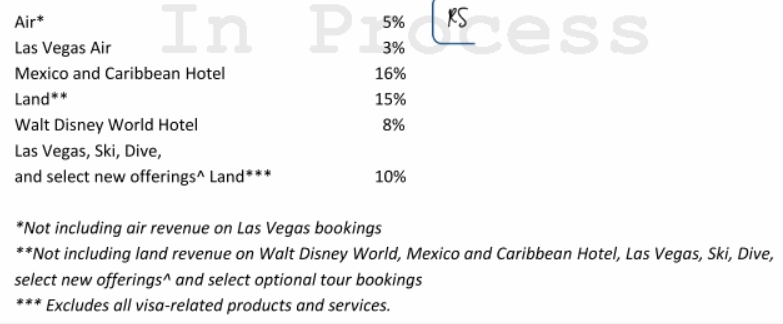 In Process
RS
Air* 5%
Las Vegas Air 3%
Mexico and Caribbean Hotel 16%
Land** 15%
Walt Disney World Hotel 8%
Las Vegas, Ski, Dive,
and select new offerings^ Land*** 10%
*Not including air revenue on Las Vegas bookings
**Not including land revenue on Walt Disney World, Mexico and Caribbean Hotel, Las Vegas, Ski, Dive,
select new offerings^ and select optional tour bookings
*** Excludes all visa-related products and services.